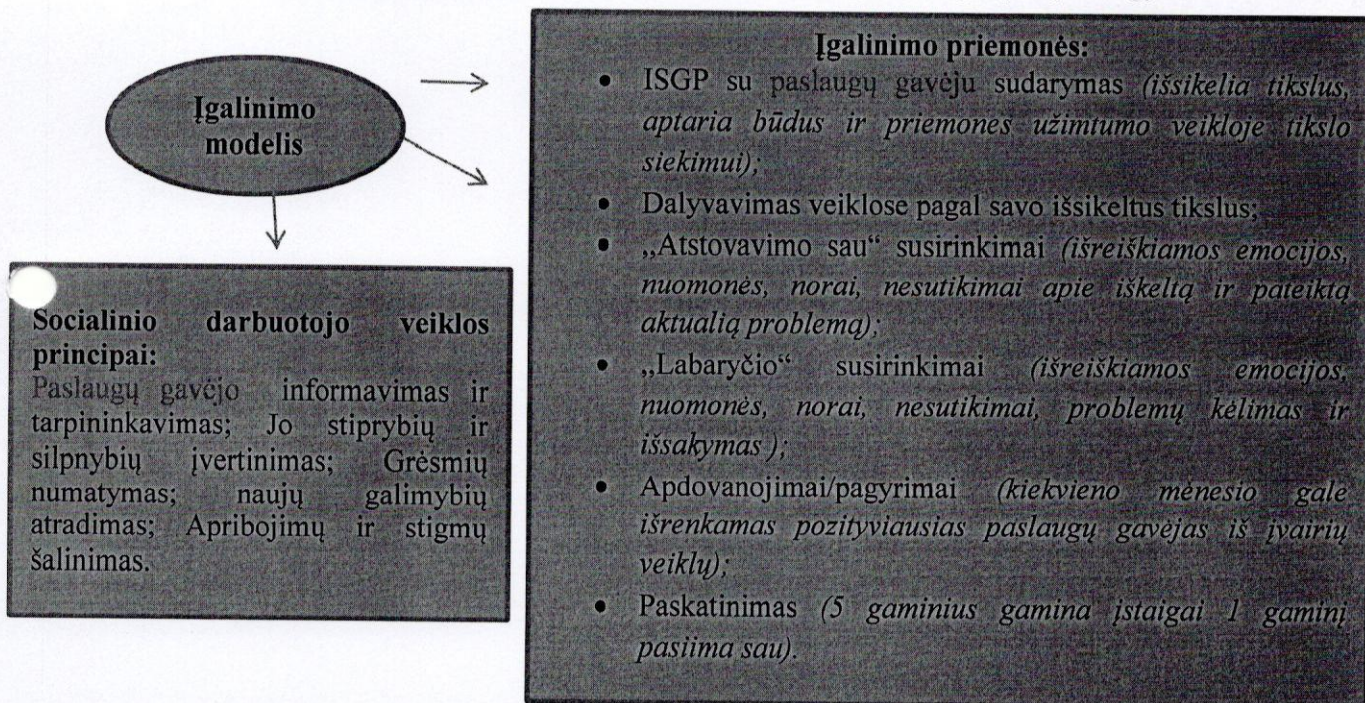 Įgalinimo
modelis
Socialinio darbuotojo veiklos
principai:
Paslaugų gavėjo informavimas ir
tarpininkavimas; Jo stiprybių ir
silpnybių įvertinimas; Grėsmių
numatymas; naujų galimybių
atradimas; Apribojimų ir stigmų
šalinimas.
Įgalinimo priemonės:
• ISGP su paslaugų gavėju sudarymas (išsikelia tikslus,
aptaria būdus ir priemones užimtumo veikloje tikslo
siekimui);
• Dalyvavimas veiklose pagal savo išsikeltus tikslus;
• „Atstovavimo sau“ susirinkimai (išreiškiamos emocijos,
nuomonės, norai, nesutikimai apie iškeltą ir pateiktą
aktualią problemą);
• „Labaryčio“ susirinkimai (išreiškiamos emocijos,
nuomonės, norai, nesutikimai, problemų kėlimas ir
išsakymas );
• Apdovanojimai/pagyrimai (kiekvieno mėnesio gale
išrenkamas pozityviausias paslaugų gavėjas iš įvairių
veiklų);
• Paskatinimas (5 gaminius gamina įstaigai 1 gaminį
pasiima sau).